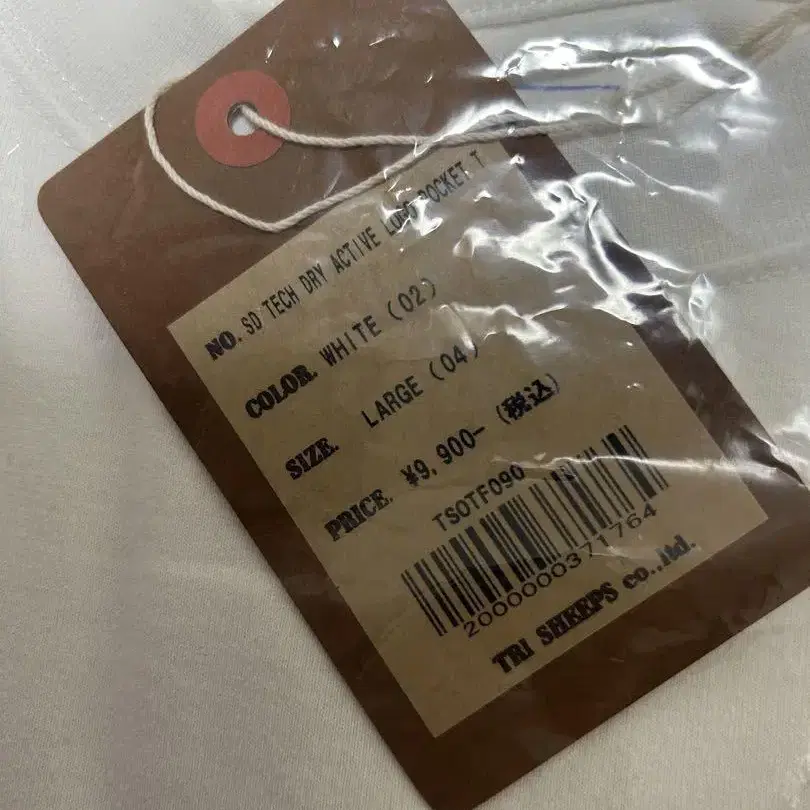 NO. SD TECH DRY ACTIVE LONG POCKET T
COLOR. WHITE (02)
SIZE. LARGE (04)
PRICE. ¥9,900- (税込)
TSOTF090
2000000371764
TRI SHEEPS co.,ltd.